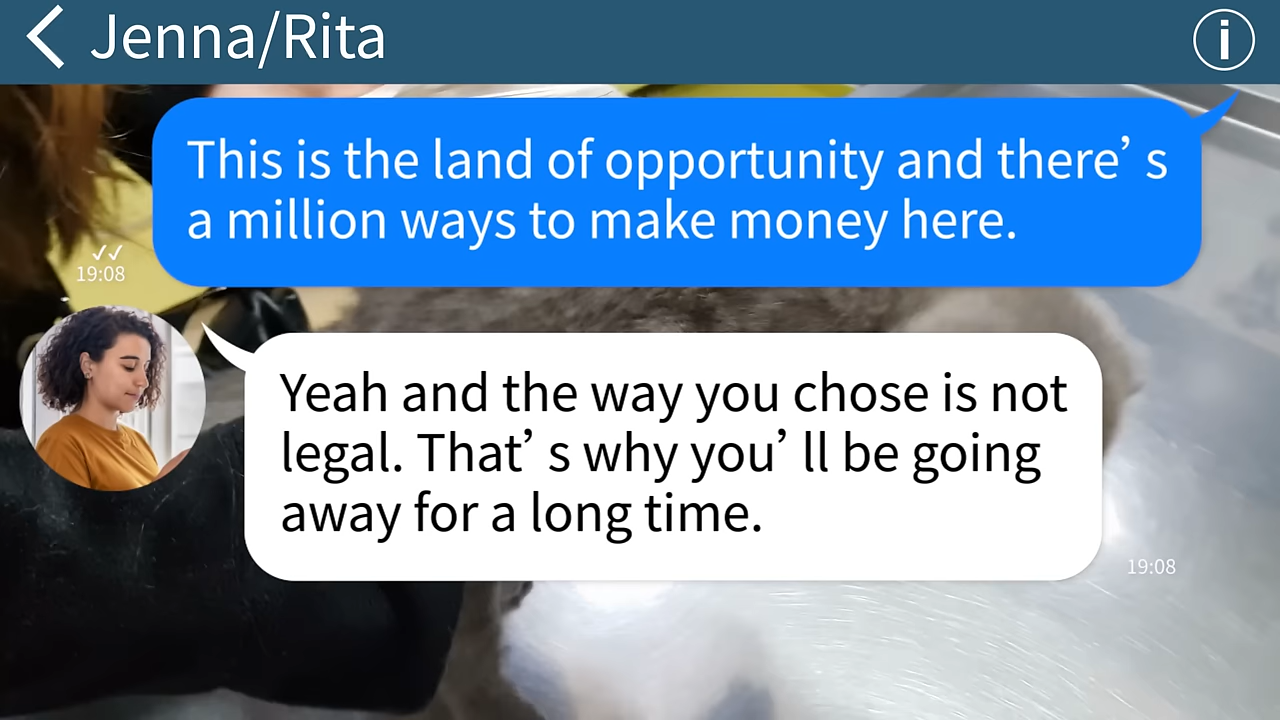 Jenna/Rita
This is the land of opportunity and there’s
a million ways to make money here.
19:08
Yeah and the way you chose is not
legal. That’s why you’ll be going
away for a long time.
19:08